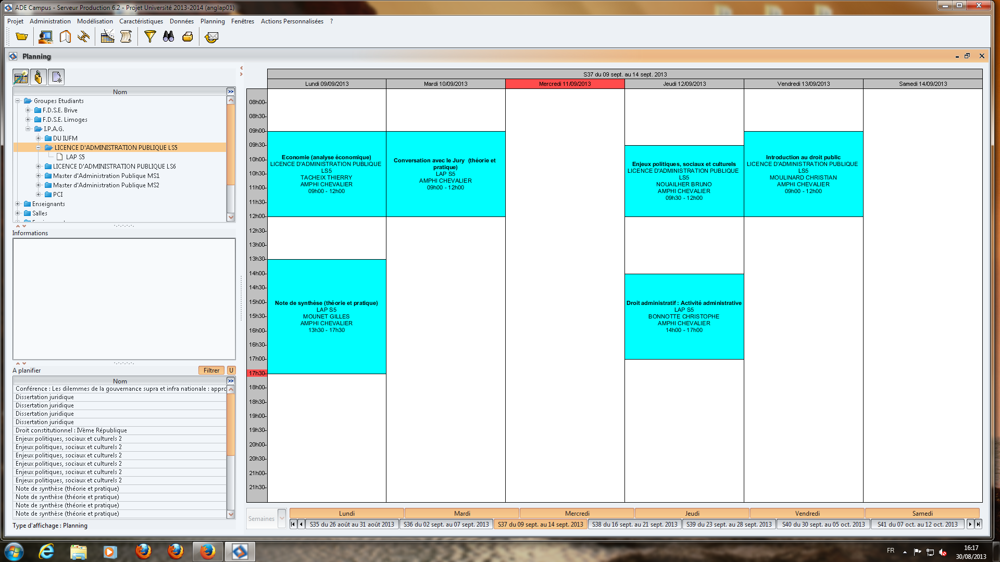 ADE Campus - Serveur Production 6.2 - Projet Université 2013-2014 (anglap01)
Projet Administration Modélisation Caractéristiques Données Planning Fenêtres Actions Personnalisées ?
Planning
Nom
Groupes Etudiants
F.D.S.E. Brive
F.D.S.E. Limoges
I.P.A.G.
DU IUFM
LICENCE D'ADMINISTRATION PUBLIQUE LS5
LAP S5
LICENCE D'ADMINISTRATION PUBLIQUE LS6
Master d'Administration Publique MS1
Master d'Administration Publique MS2
PCI
Enseignants
Salles
Informations
A planifier
Filtrer
U
Nom
Conférence : Les dilemmes de la gouvernance supra et infra nationale : appro
Dissertation juridique
Dissertation juridique
Dissertation juridique
Dissertation juridique
Droit constitutionnel : IVème République
Enjeux politiques, sociaux et culturels 2
Enjeux politiques, sociaux et culturels 2
Enjeux politiques, sociaux et culturels 2
Enjeux politiques, sociaux et culturels 2
Enjeux politiques, sociaux et culturels 2
Enjeux politiques, sociaux et culturels 2
Note de synthèse (théorie et pratique)
Note de synthèse (théorie et pratique)
Note de synthèse (théorie et pratique)
Note de synthèse (théorie et pratique)
Type d'affichage : Planning
S37 du 09 sept. au 14 sept. 2013
Lundi 09/09/2013
Mardi 10/09/2013
Mercredi 11/09/2013
Jeudi 12/09/2013
Vendredi 13/09/2013
Samedi 14/09/2013
08h00
08h30
09h00
09h30
10h00
10h30
11h00
11h30
12h00
12h30
13h00
13h30
14h00
14h30
15h00
15h30
16h00
16h30
17h00
17h30
18h00
18h30
19h00
19h30
20h00
20h30
21h00
21h30
Economie (analyse économique)
LICENCE D'ADMINISTRATION PUBLIQUE
LS5
TACHEIX THIERRY
AMPHI CHEVALIER
09h00 - 12h00
Note de synthèse (théorie et pratique)
LAP S5
MOUNET GILLES
AMPHI CHEVALIER
13h30 - 17h30
Conversation avec le Jury (théorie et
pratique)
LAP S5
AMPHI CHEVALIER
09h00 - 12h00
Enjeux politiques, sociaux et culturels
LICENCE D'ADMINISTRATION PUBLIQUE
LS5
NOUAILHER BRUNO
AMPHI CHEVALIER
09h30 - 12h00
Droit administratif : Activité administrative
LAP S5
BONNOTTE CHRISTOPHE
AMPHI CHEVALIER
14h00 - 17h00
Introduction au droit public
LICENCE D'ADMINISTRATION PUBLIQUE
LS5
MOULINARD CHRISTIAN
AMPHI CHEVALIER
09h00 - 12h00
Semaines
Lundi Mardi Mercredi Jeudi Vendredi Samedi
S35 du 26 août au 31 août 2013
S36 du 02 sept. au 07 sept. 2013
S37 du 09 sept. au 14 sept. 2013
S38 du 16 sept. au 21 sept. 2013
S39 du 23 sept. au 28 sept. 2013
S40 du 30 sept. au 05 oct. 2013
S41 du 07 oct. au 12 oct. 2013
FR
16:17
30/08/2013